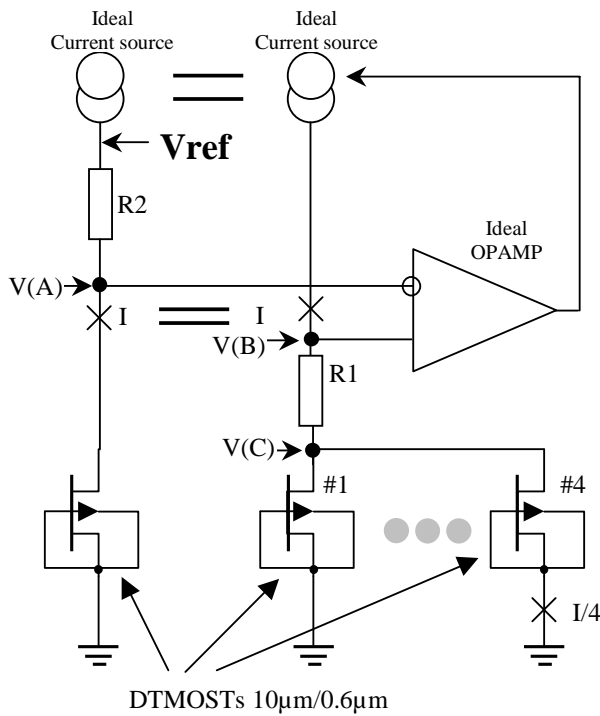 Ideal
Current source
Ideal
Current source
Vref
R2
Ideal
OPAMP
V(A)
I
I
V(B)
R1
V(C)
#1
#4
I/4
DTMOSTs 10µm/0.6µm